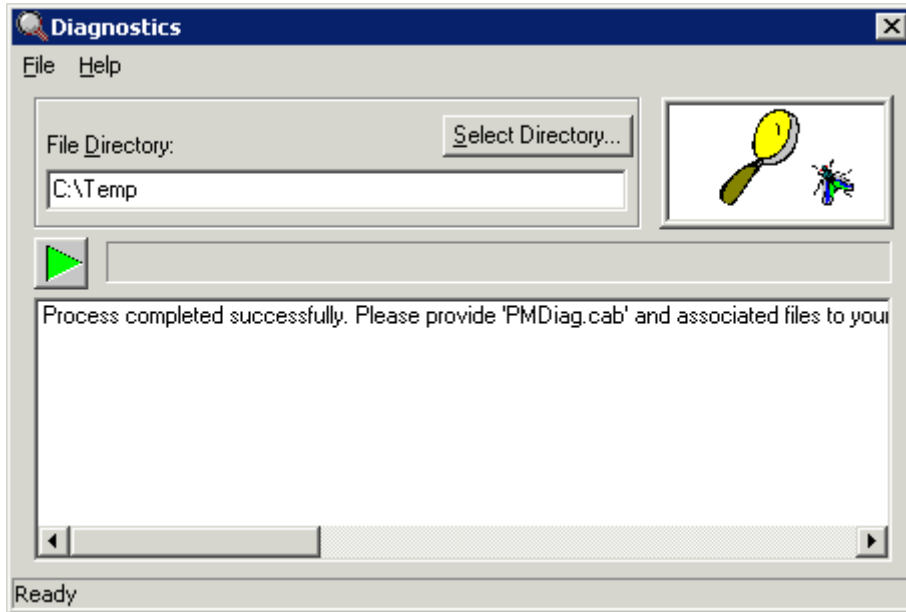 Diagnostics
File Help
Select Directory...
File Directory:
C:\Temp
Process completed successfully. Please provide 'PMDiag.cab' and associated files to your
Ready